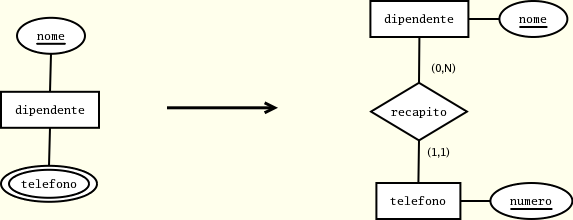 nome
dipendente
telefono
dipendente
nome
(0,N)
recapito
(1,1)
telefono
numero